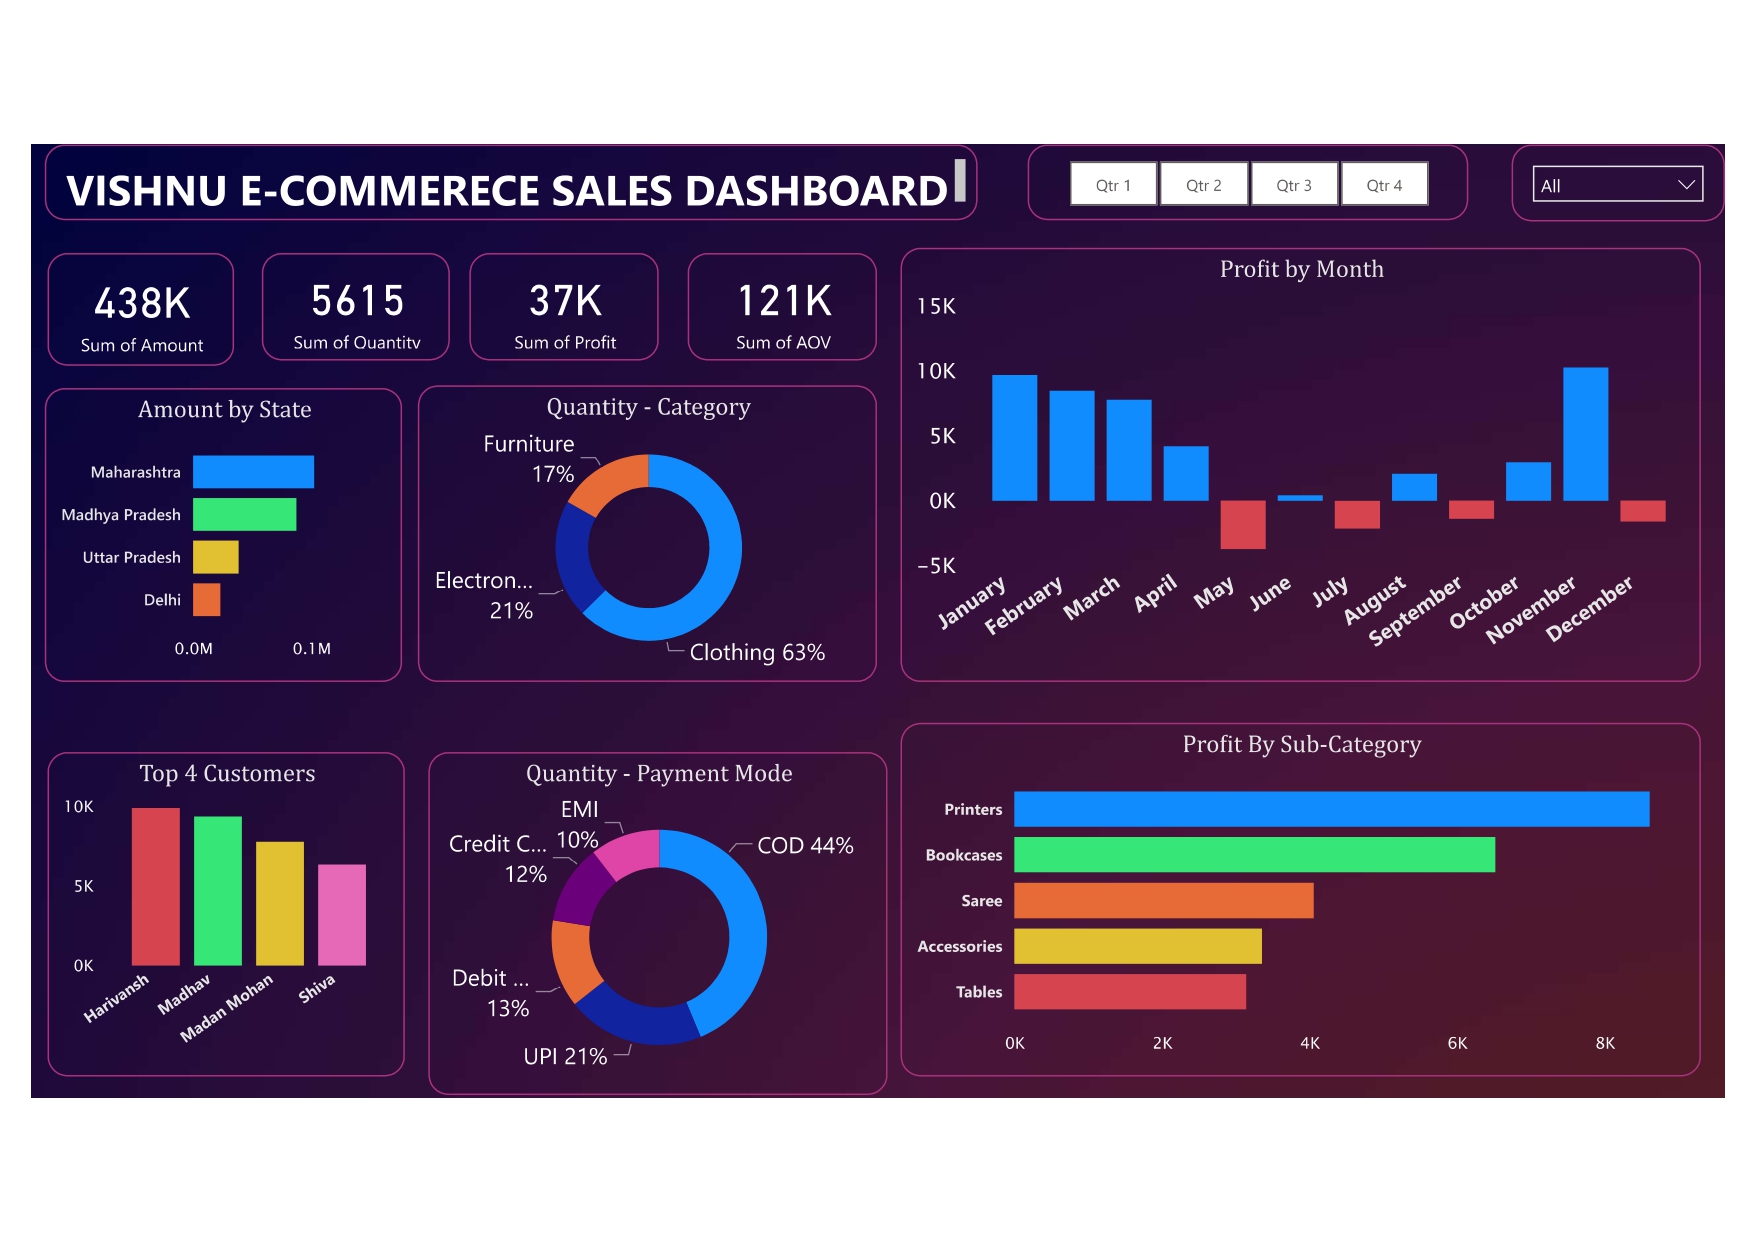 VISHNU E-COMMERECE SALES DASHBOARD
Qtr 1
Qtr 2
Qtr 3
Qtr 4
All
438K
Sum of Amount
5615
Sum of Quantity
37K
Sum of Profit
121K
Sum of AOV
Amount by State
Maharashtra
Madhya Pradesh
Uttar Pradesh
Delhi
0.0M
0.1M
Quantity - Category
Furniture
17%
Electron...
21%
Clothing 63%
Profit by Month
15K
10K
5K
0K
−5K
January
February
March
April
May
June
July
August
September
October
November
December
Top 4 Customers
10K
5K
0K
Harivansh
Madhav
Madan Mohan
Shiva
Quantity - Payment Mode
EMI
10%
Credit C...
12%
COD 44%
Debit ...
13%
UPI 21%
Profit By Sub-Category
Printers
Bookcases
Saree
Accessories
Tables
0K
2K
4K
6K
8K